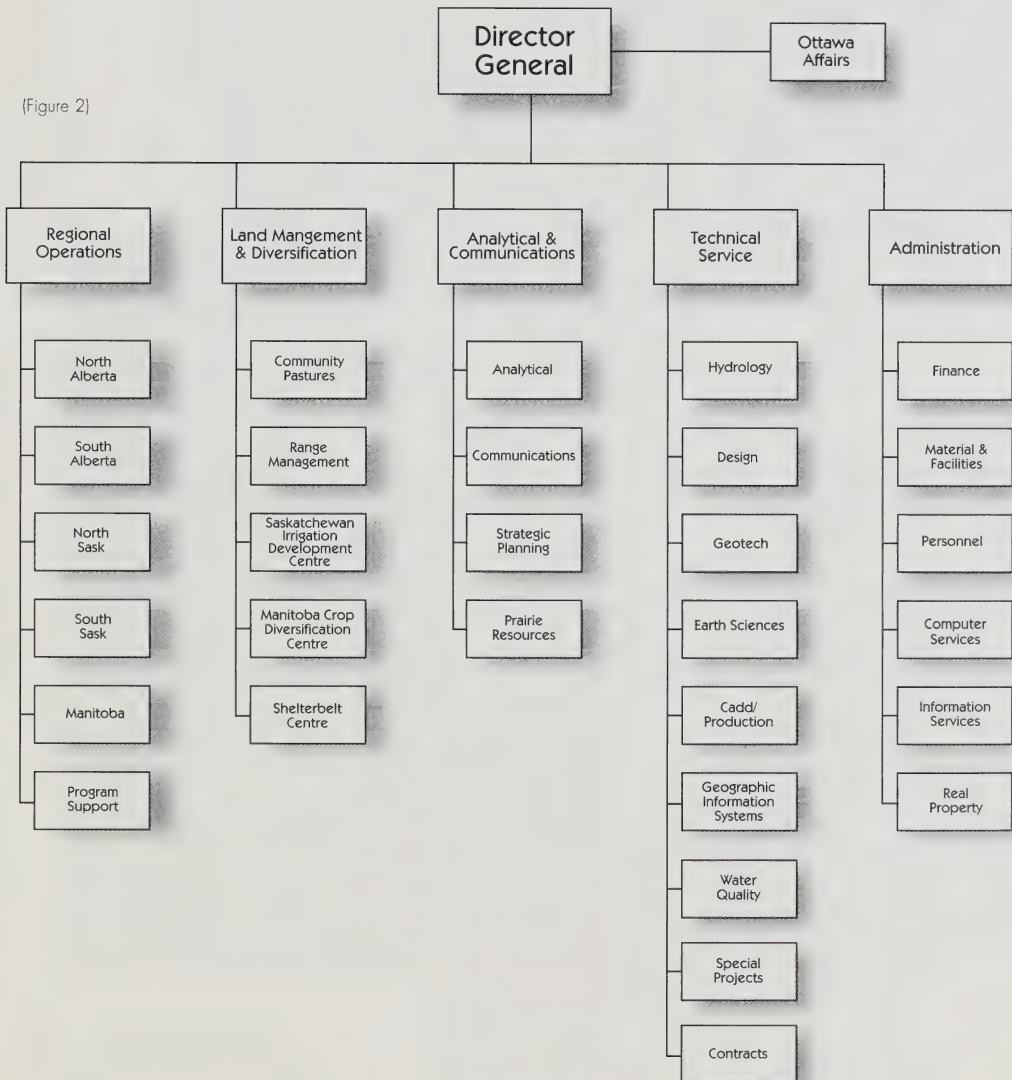 Director
General
Ottawa
Affairs
(Figure 2)
Regional
Operations
Land Mangement
& Diversification
Analytical &
Communications
Technical
Service
Administration
North
Alberta
South
Alberta
North
Sask
South
Sask
Manitoba
Program
Support
Community
Pastures
Range
Management
Saskatchewan
Irrigation
Development
Centre
Manitoba Crop
Diversification
Centre
Shelterbelt
Centre
Analytical
Communications
Strategic
Planning
Prairie
Resources
Hydrology
Design
Geotech
Earth Sciences
Cadd/
Production
Geographic
Information
Systems
Water
Quality
Special
Projects
Contracts
Finance
Material &
Facilities
Personnel
Computer
Services
Information
Services
Real
Property